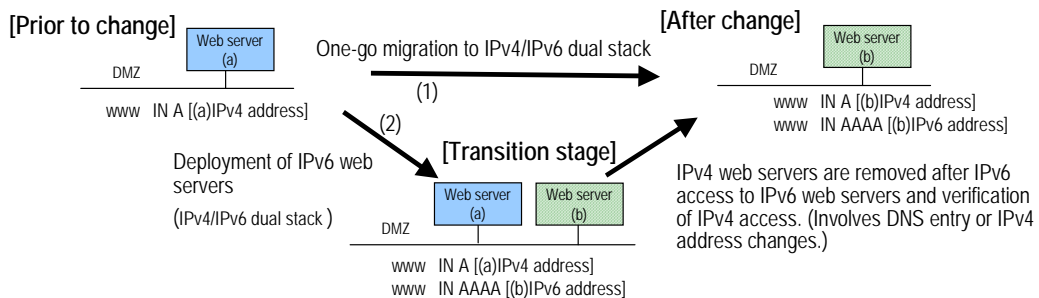 [Prior to change]
Web server
(a)
DMZ
www IN A [(a)IPv4 address]
One-go migration to IPv4/IPv6 dual stack
(1)
[After change]
Web server
(b)
DMZ
www IN A [(b)IPv4 address]
www IN AAAA [(b)IPv6 address]
(2)
Deployment of IPv6 web
servers
(IPv4/IPv6 dual stack )
[Transition stage]
Web server
(a)
Web server
(b)
DMZ
www IN A [(a)IPv4 address]
www IN AAAA [(b)IPv6 address]
IPv4 web servers are removed after IPv6
access to IPv6 web servers and verification
of IPv4 access. (Involves DNS entry or IPv4
address changes.)